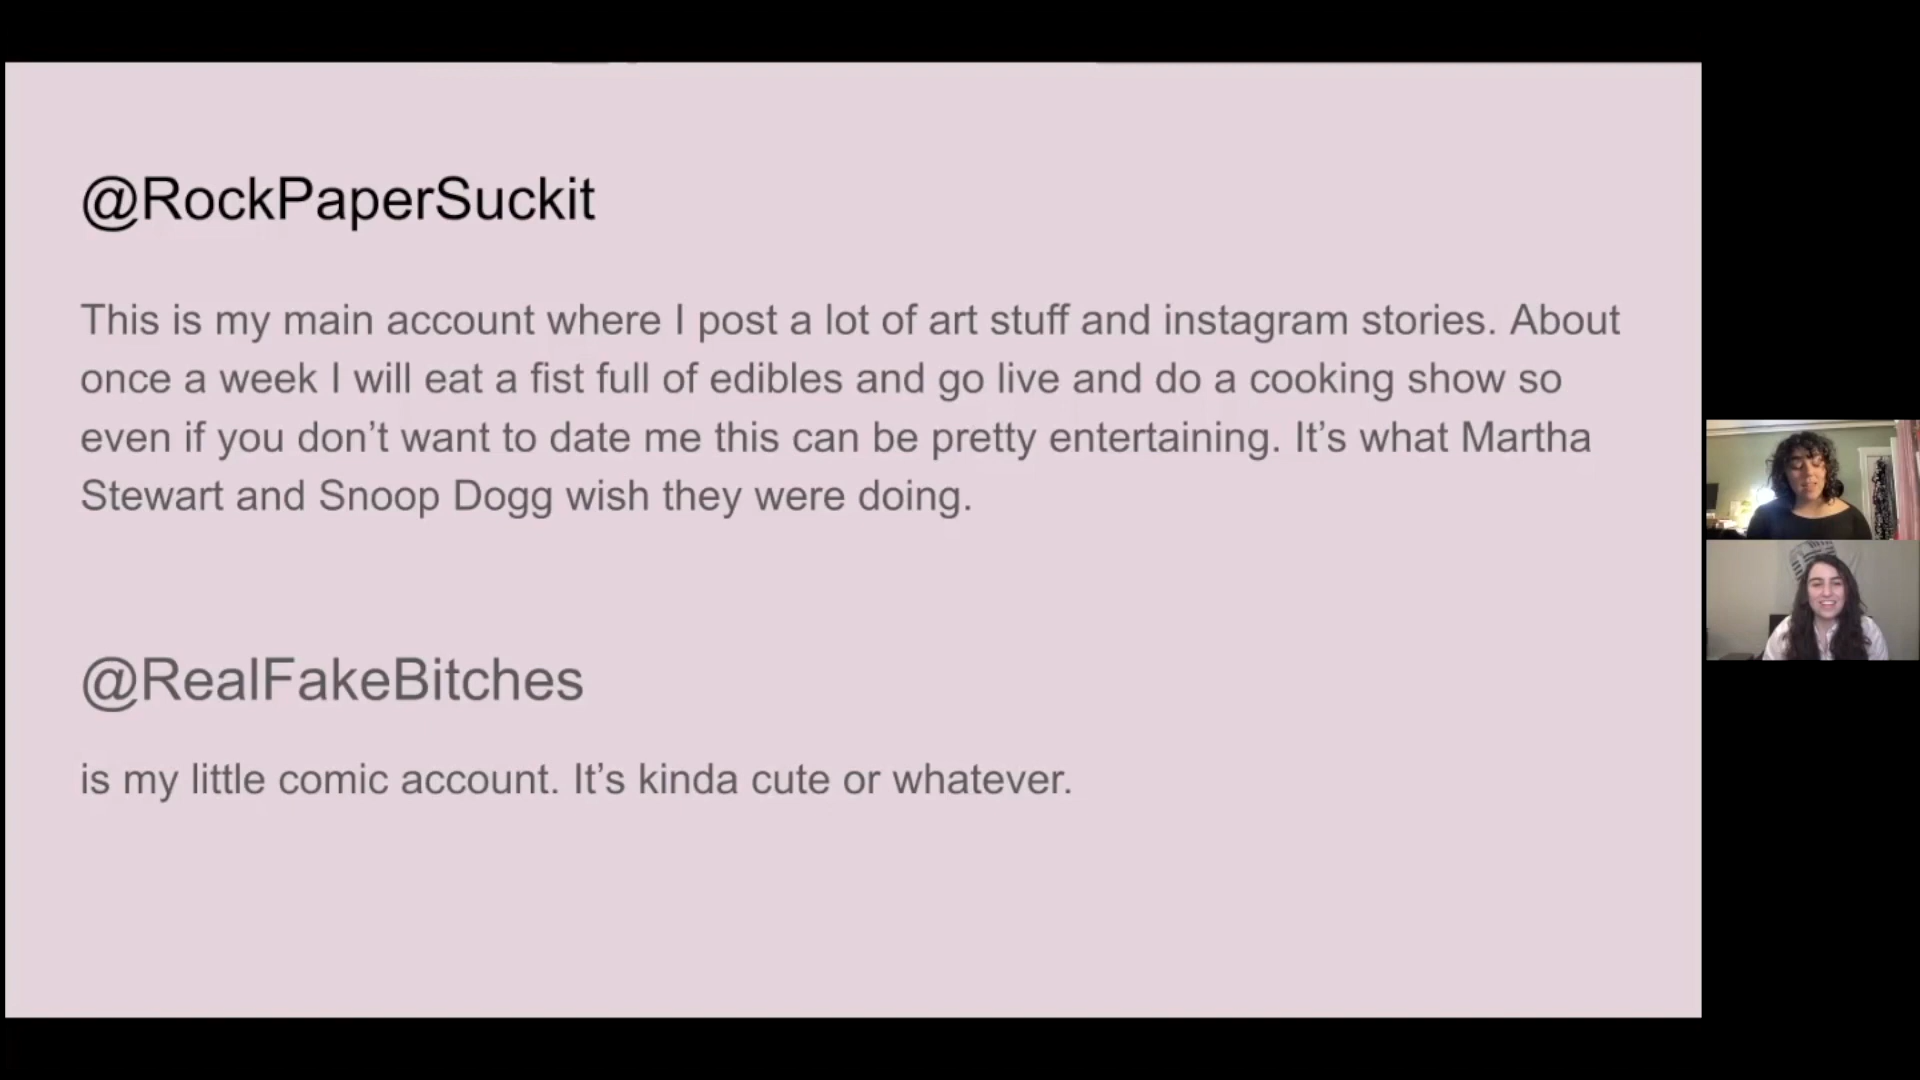 @RockPaperSuckit
This is my main account where I post a lot of art stuff and instagram stories. About
once a week I will eat a fist full of edibles and go live and do a cooking show so
even if you don’t want to date me this can be pretty entertaining. It’s what Martha
Stewart and Snoop Dogg wish they were doing.
@RealFakeBitches
is my little comic account. It’s kinda cute or whatever.